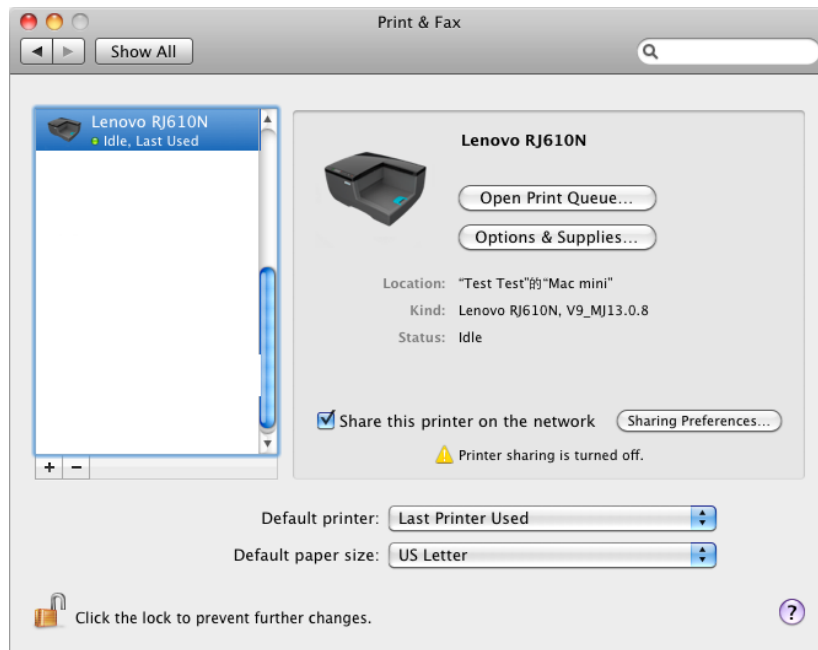 Print & Fax
Show All
Lenovo RJ610N
Idle, Last Used
Lenovo RJ610N
Open Print Queue...
Options & Supplies...
Location: "Test Test"的"Mac mini"
Kind: Lenovo RJ610N, V9_MJ13.0.8
Status: Idle
Share this printer on the network Sharing Preferences...
Printer sharing is turned off.
+ −
Default printer: Last Printer Used
Default paper size: US Letter
Click the lock to prevent further changes. ?